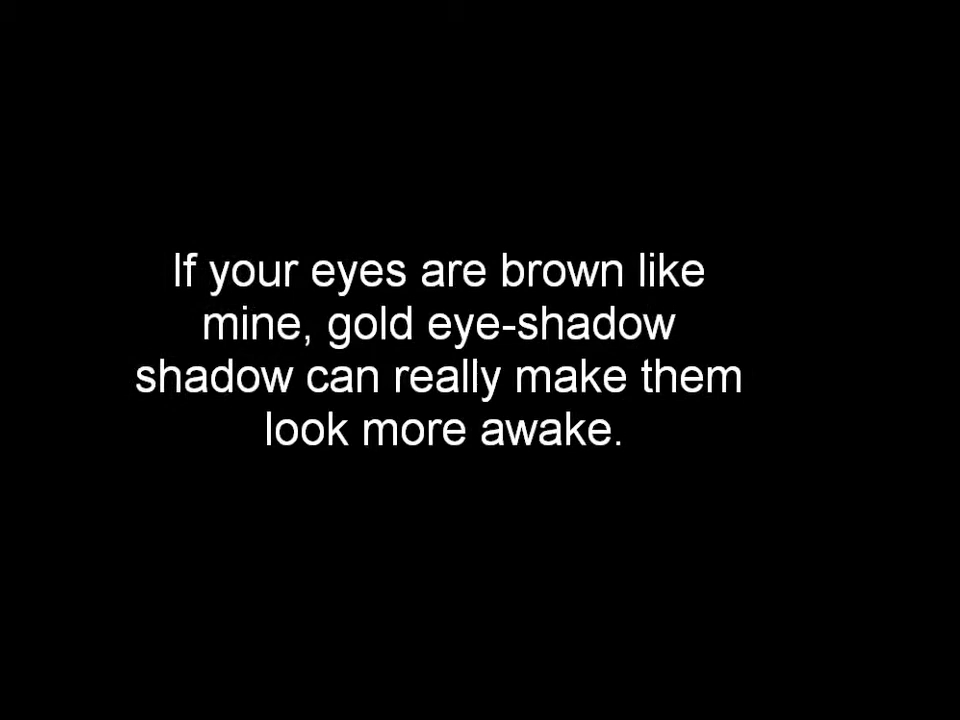 If your eyes are brown like
mine, gold eye-shadow
shadow can really make them
look more awake.